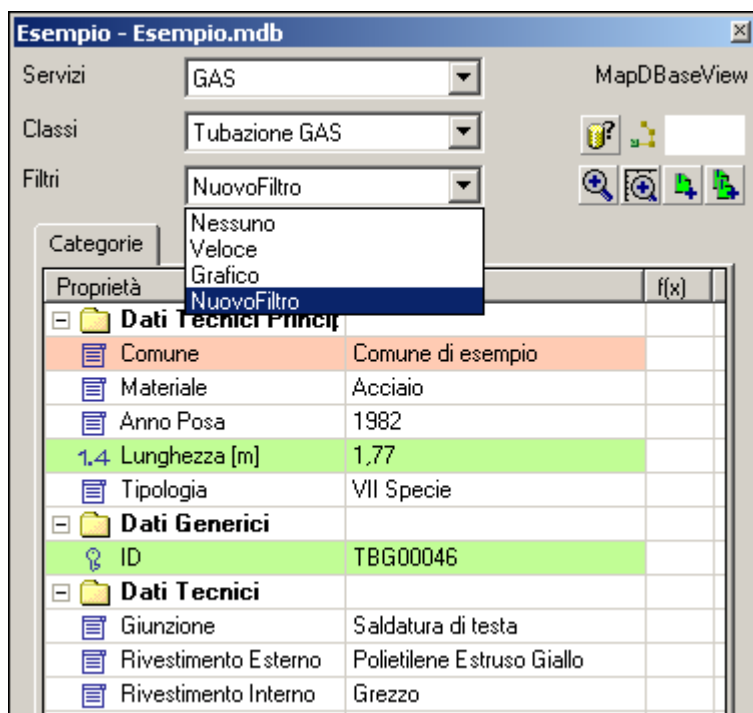 Esempio - Esempio.mdb
Servizi GAS MapDBaseView
Classi Tubazione GAS
Filtri NuovoFiltro
Nessuno
Veloce
Grafico
NuovoFiltro
Categorie
Proprietà f(x)
Dati Tecnici Princip
Comune Comune di esempio
Materiale Acciaio
Anno Posa 1982
1.4 Lunghezza [m] 1,77
Tipologia VII Specie
Dati Generici
ID TBG00046
Dati Tecnici
Giunzione Saldatura di testa
Rivestimento Esterno Polietilene Estruso Giallo
Rivestimento Interno Grezzo